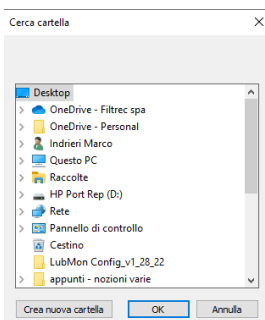 Cerca cartella
Desktop
OneDrive - Filtrec spa
OneDrive - Personal
Indrieri Marco
Questo PC
Raccolte
HP Port Rep (D:)
Rete
Pannello di controllo
Cestino
LubMon Config_v1_28_22
appunti - nozioni varie
Crea nuova cartella
OK
Annulla